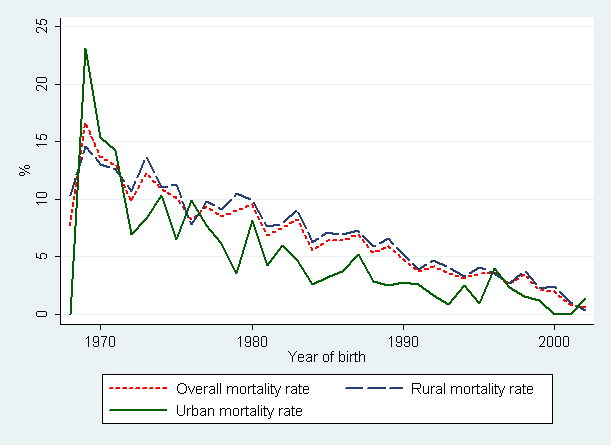 25
20
15
10
5
0
%
1970 1980 1990 2000
Year of birth
Overall mortality rate Rural mortality rate
Urban mortality rate